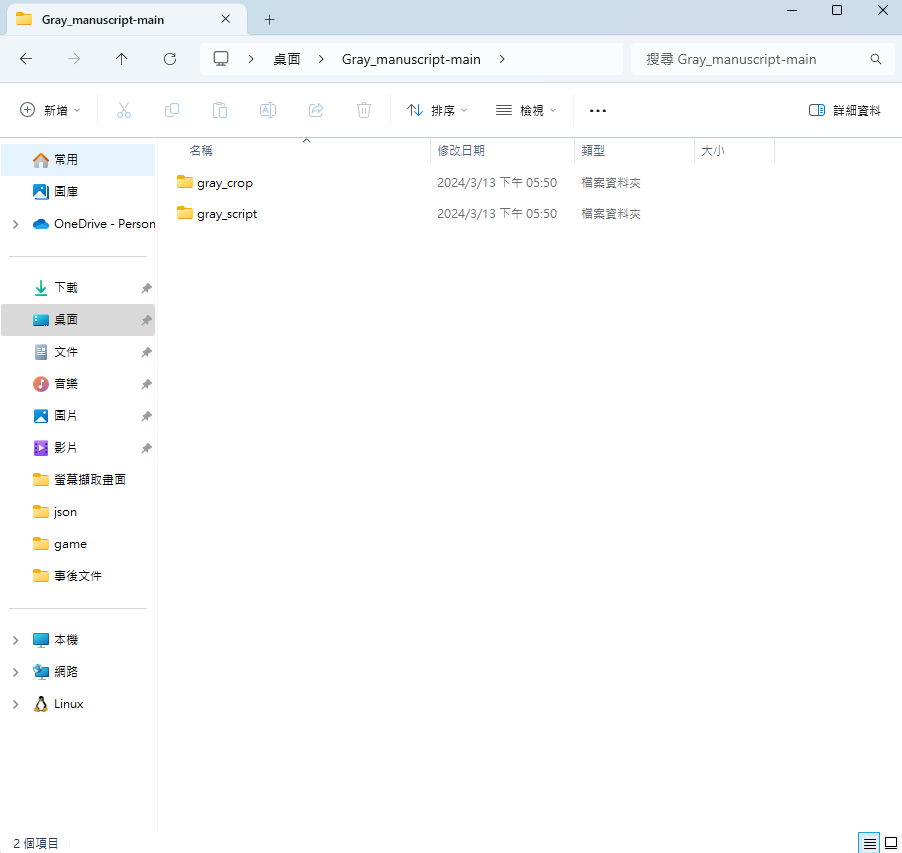 Gray_manuscript-main
桌面
Gray_manuscript-main
搜尋 Gray_manuscript-main
新增
排序
檢視
詳細資料
名稱
修改日期
類型
大小
gray_crop
2024/3/13 下午 05:50
檔案資料夾
gray_script
2024/3/13 下午 05:50
檔案資料夾
常用
圖庫
OneDrive - Person
下載
桌面
文件
音樂
圖片
影片
螢幕擷取畫面
json
game
事後文件
本機
網路
Linux
2 個項目